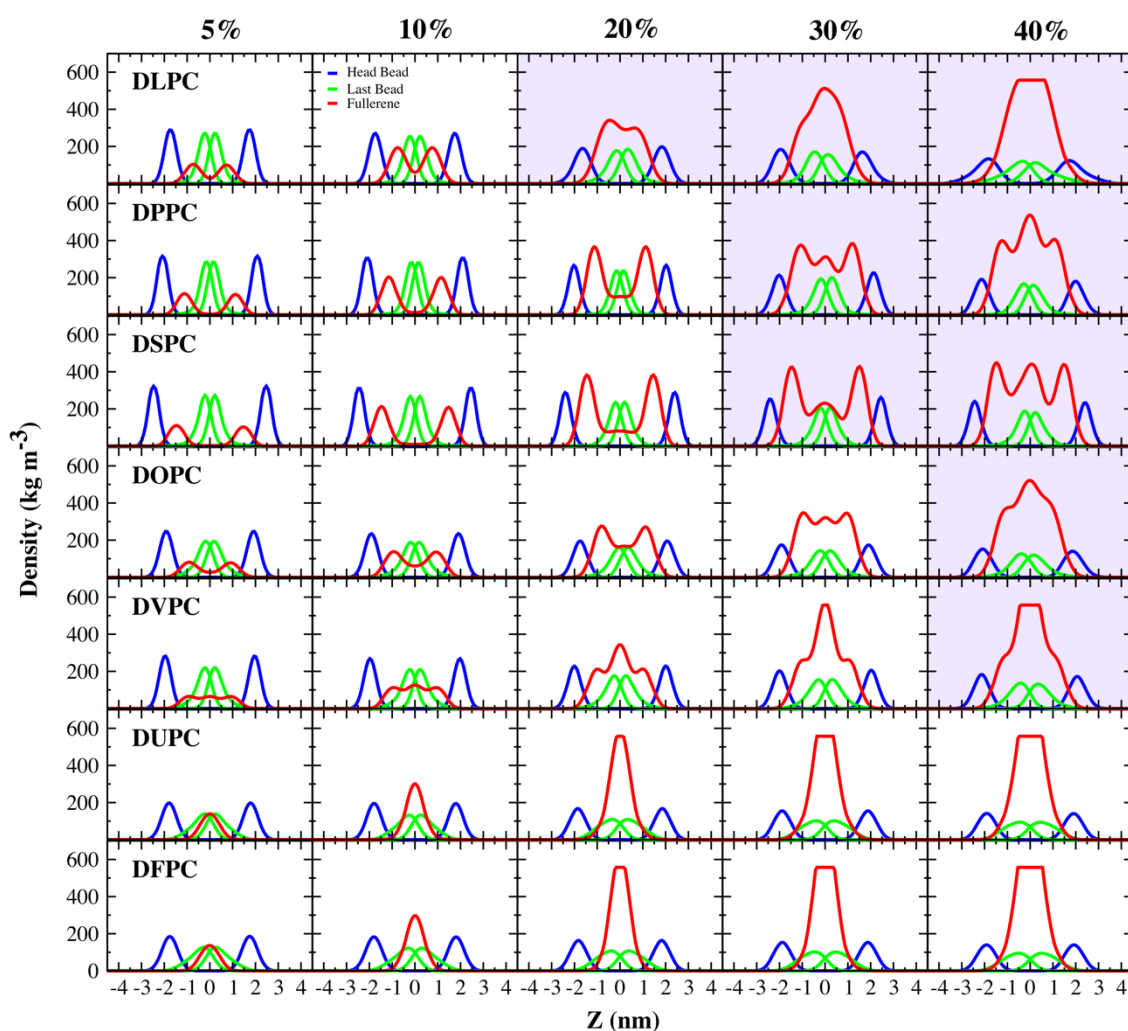 5% 10% 20% 30% 40%
600
400
200
DLPC
Head Bead
Last Bead
Fullerene
600
400
200
DPPC
600
400
200
DSPC
600
400
200
DOPC
600
400
200
DVPC
600
400
200
DUPC
600
400
200
0
DFPC
-4 -3 -2 -1 0 1 2 3 4 -4 -3 -2 -1 0 1 2 3 4 -4 -3 -2 -1 0 1 2 3 4 -4 -3 -2 -1 0 1 2 3 4 -4 -3 -2 -1 0 1 2 3 4
Density (kg m -3)
Z (nm)